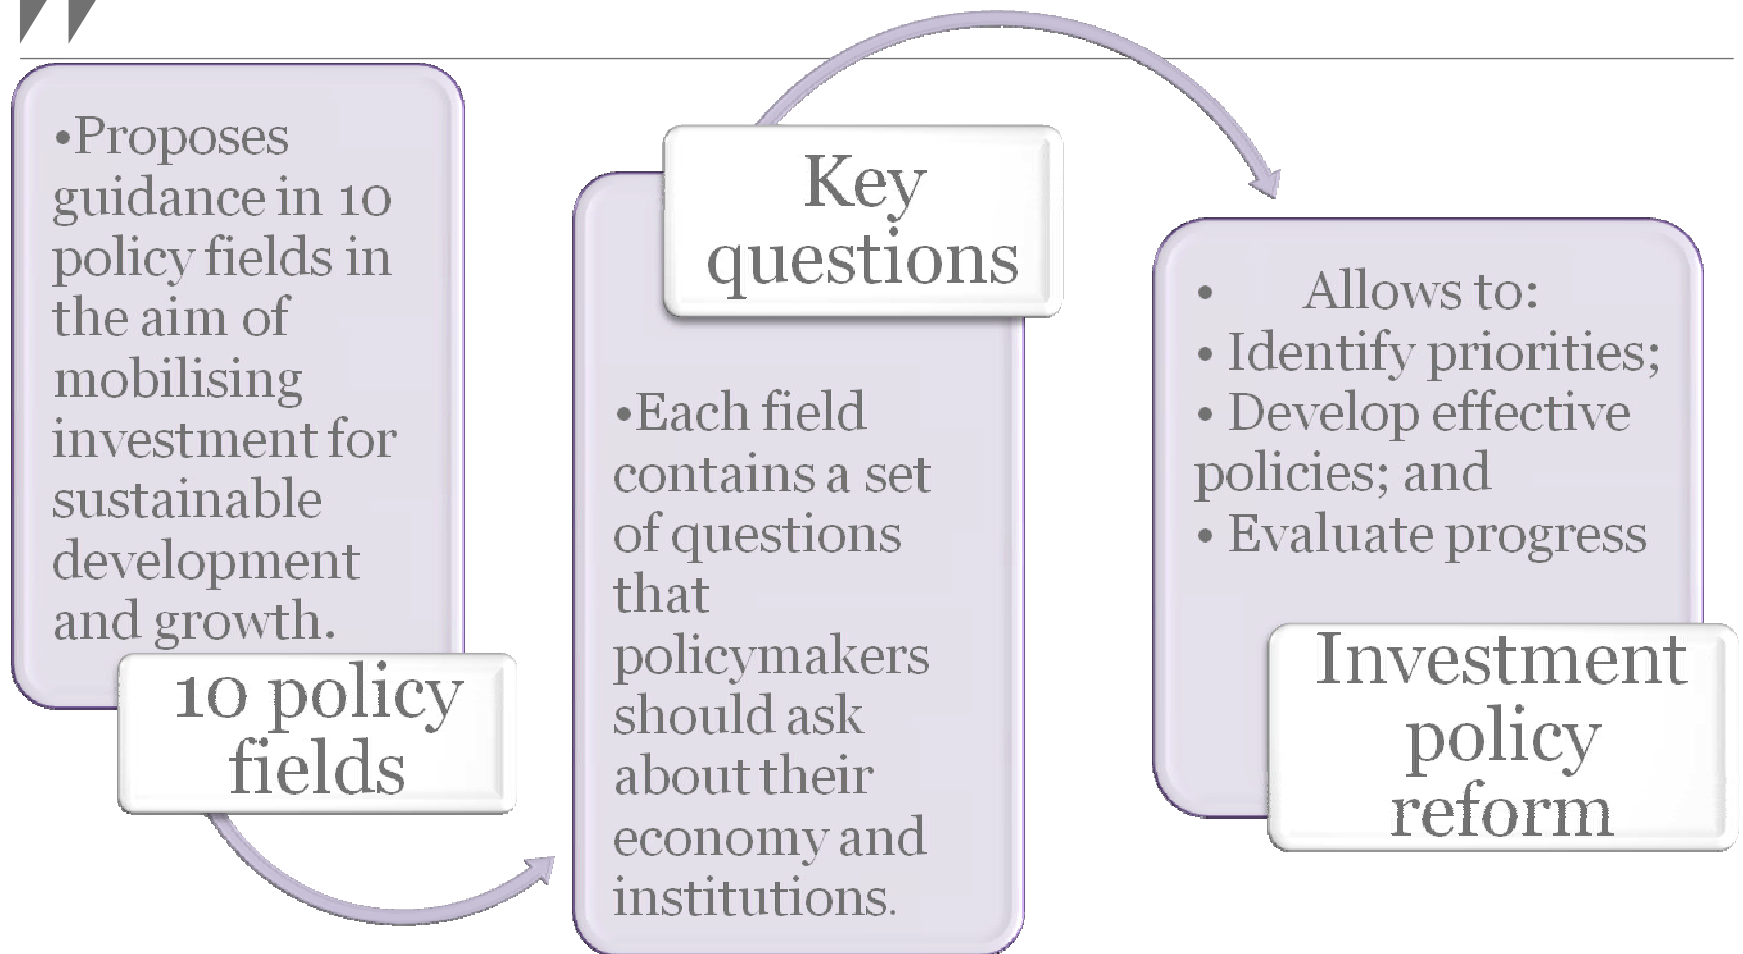 •Proposes
guidance in 10
policy fields in
the aim of
mobilising
investment for
sustainable
development
and growth.
10 policy
fields
Key
questions
•Each field
contains a set
of questions
that
policymakers
should ask
about their
economy and
institutions.
• Allows to:
• Identify priorities;
• Develop effective
policies; and
• Evaluate progress
Investment
policy
reform